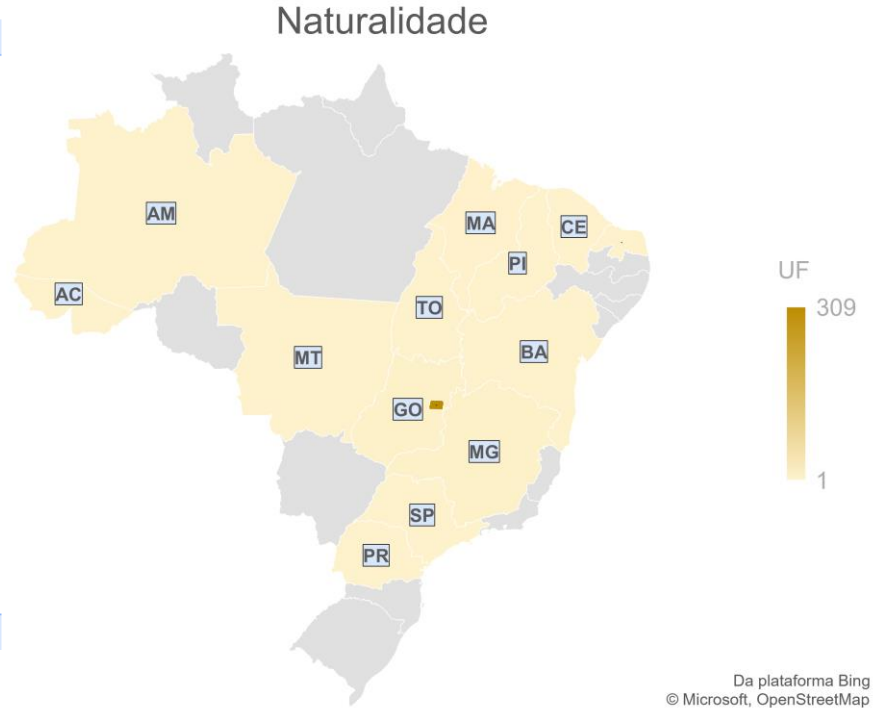 Naturalidade
AM
MA
CE
PI
AC
TO
MT
BA
GO
MG
SP
PR
UF
309
1
Da plataforma Bing
© Microsoft, OpenStreetMap